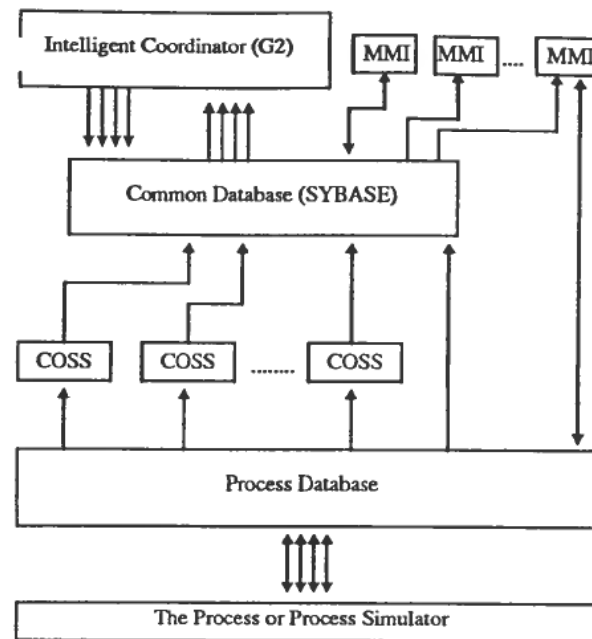 Intelligent Coordinator (G2)
MMI
MMI
....
MMI
Common Database (SYBASE)
COSS
COSS
........
COSS
Process Database
The Process or Process Simulator